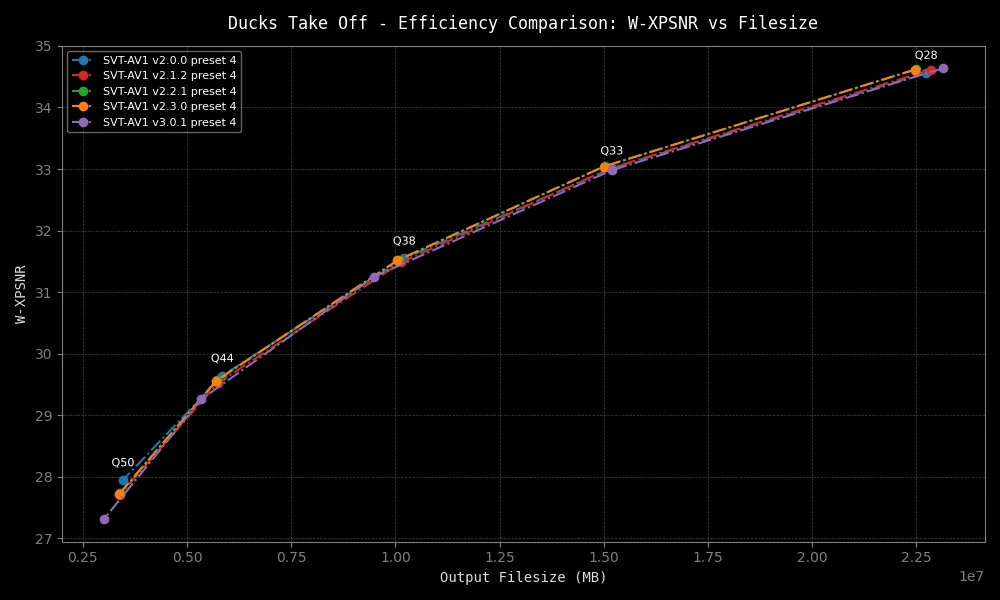 Ducks Take Off - Efficiency Comparison: W-XPSNR vs Filesize
SVT-AV1 v2.0.0 preset 4
SVT-AV1 v2.1.2 preset 4
SVT-AV1 v2.2.1 preset 4
SVT-AV1 v2.3.0 preset 4
SVT-AV1 v3.0.1 preset 4
W-XPSNR
35
34
33
32
31
30
29
28
27
Q28
Q33
Q38
Q44
Q50
0.25 0.50 0.75 1.00 1.25 1.50 1.75 2.00 2.25
1e7
Output Filesize (MB)